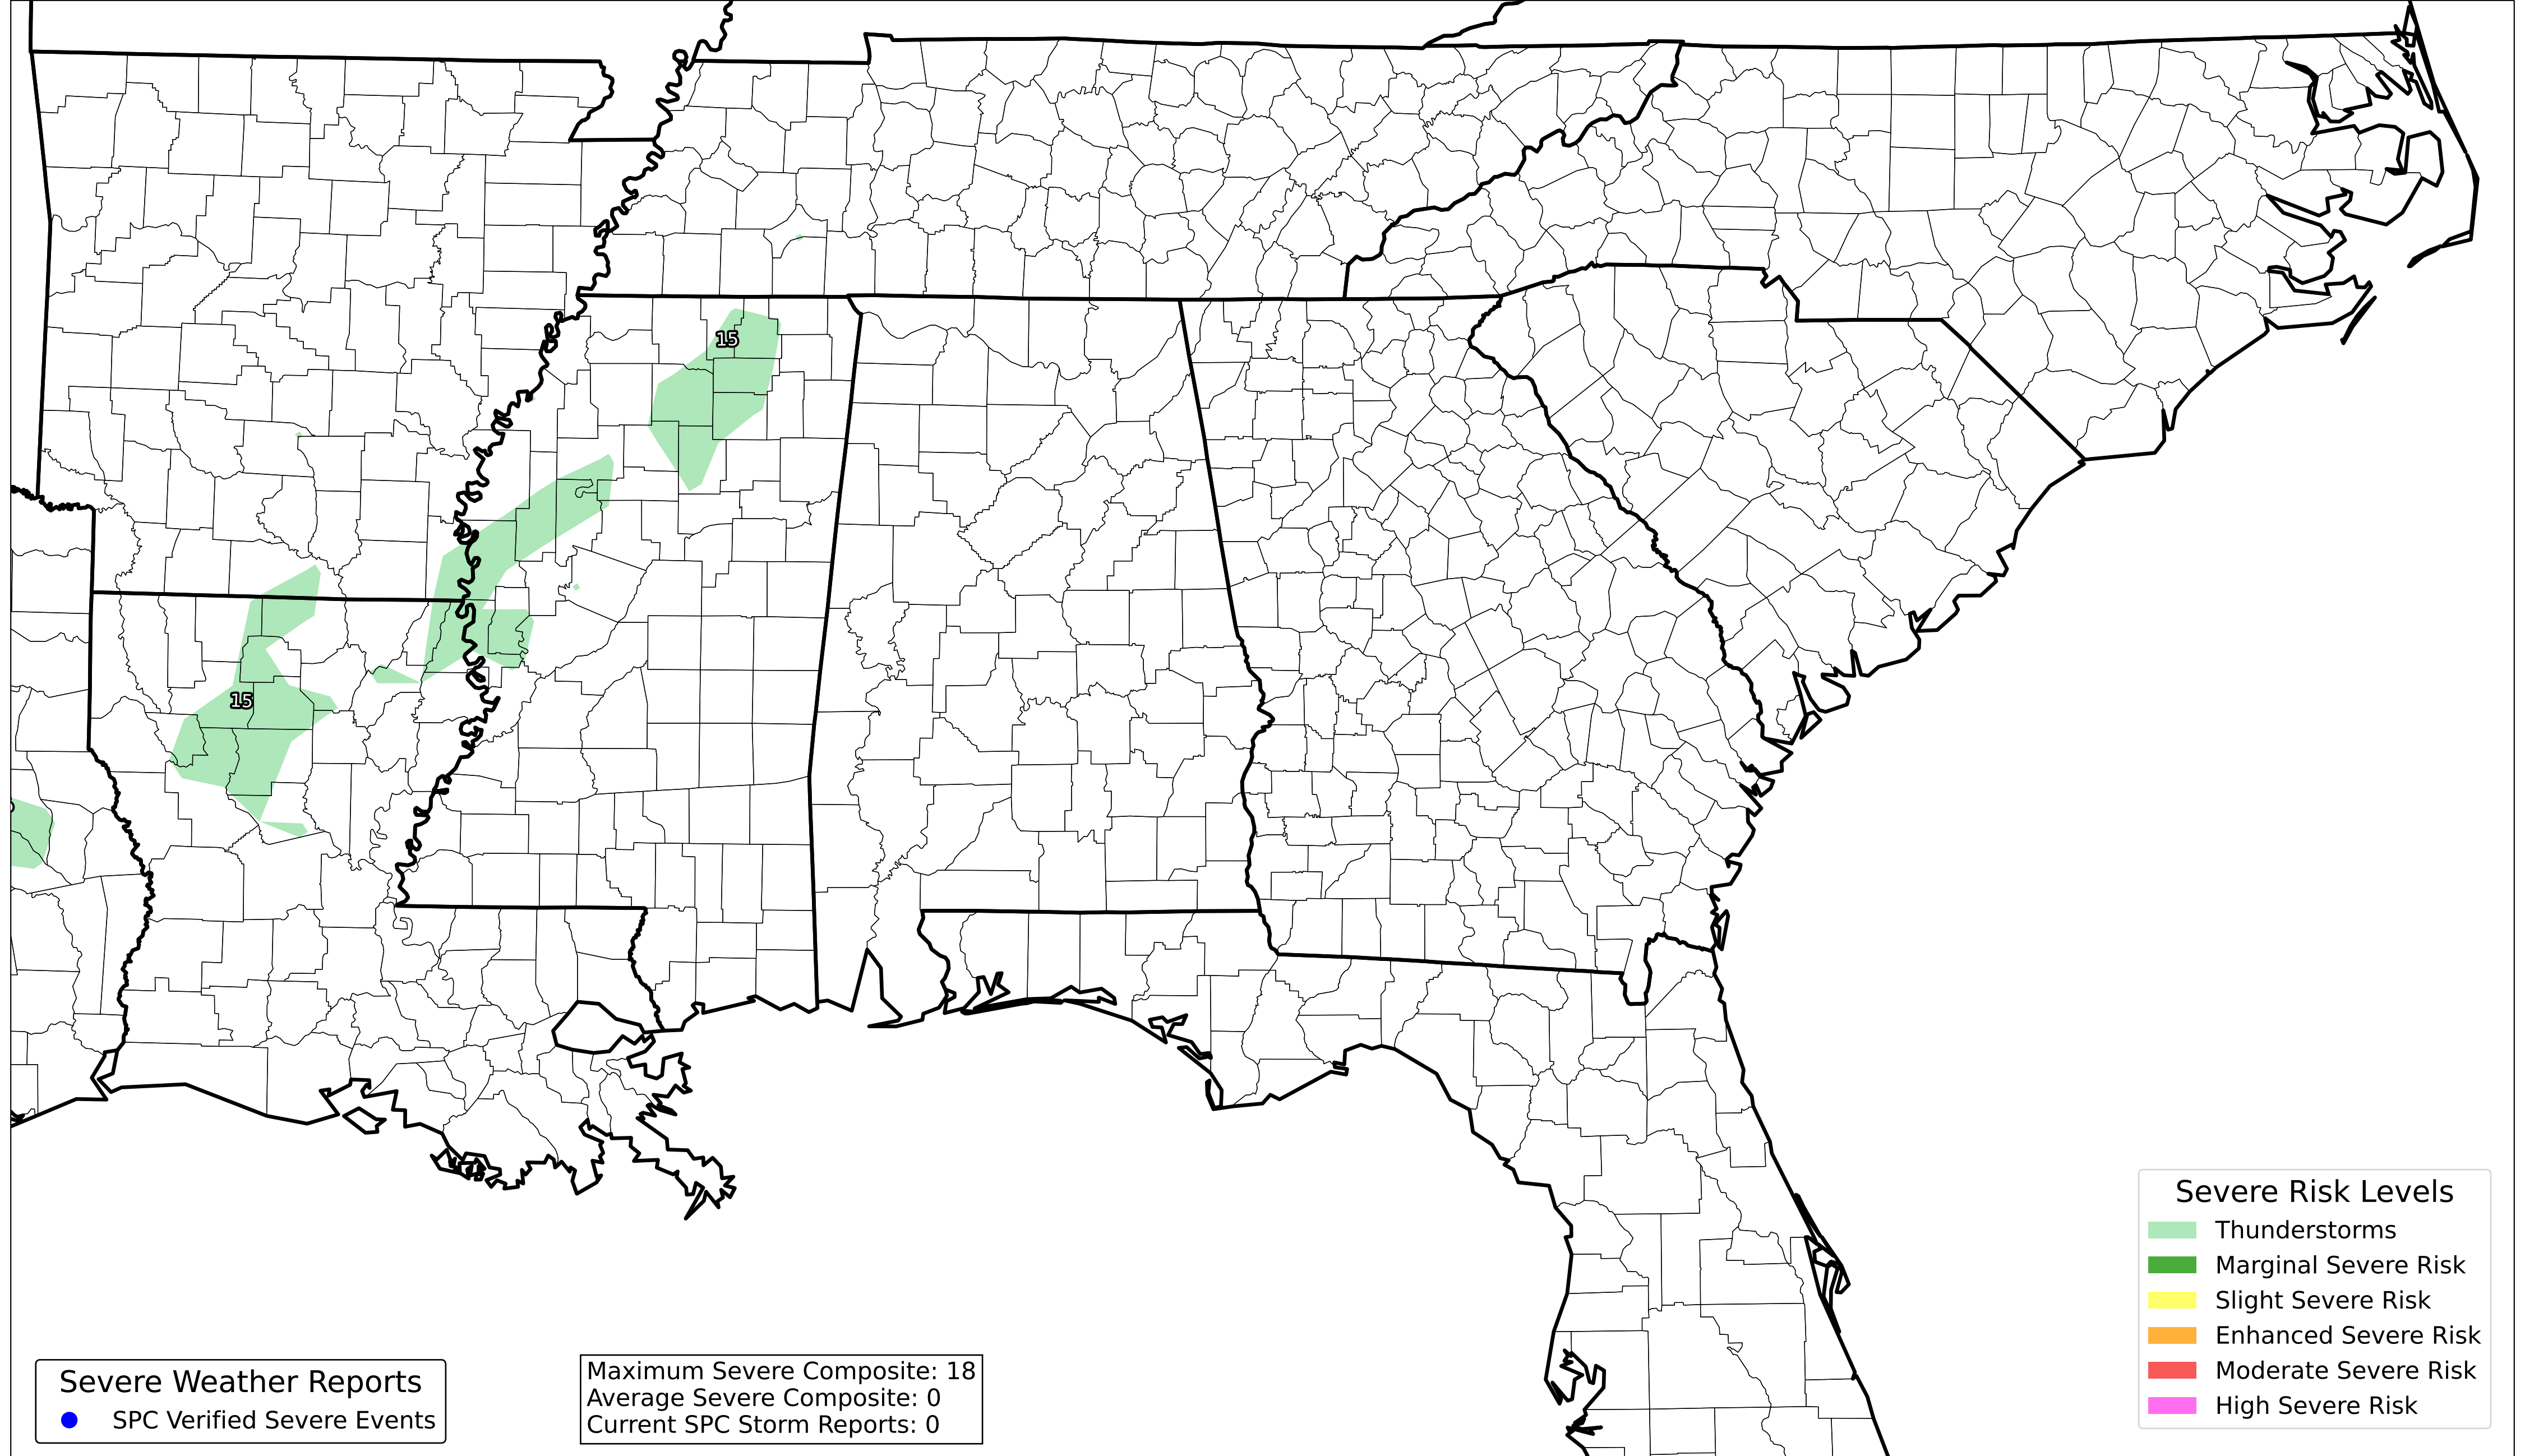 15
15
Severe Risk Levels
Thunderstorms
Marginal Severe Risk
Slight Severe Risk
Enhanced Severe Risk
Moderate Severe Risk
High Severe Risk
Severe Weather Reports
SPC Verified Severe Events
Maximum Severe Composite: 18
Average Severe Composite: 0
Current SPC Storm Reports: 0